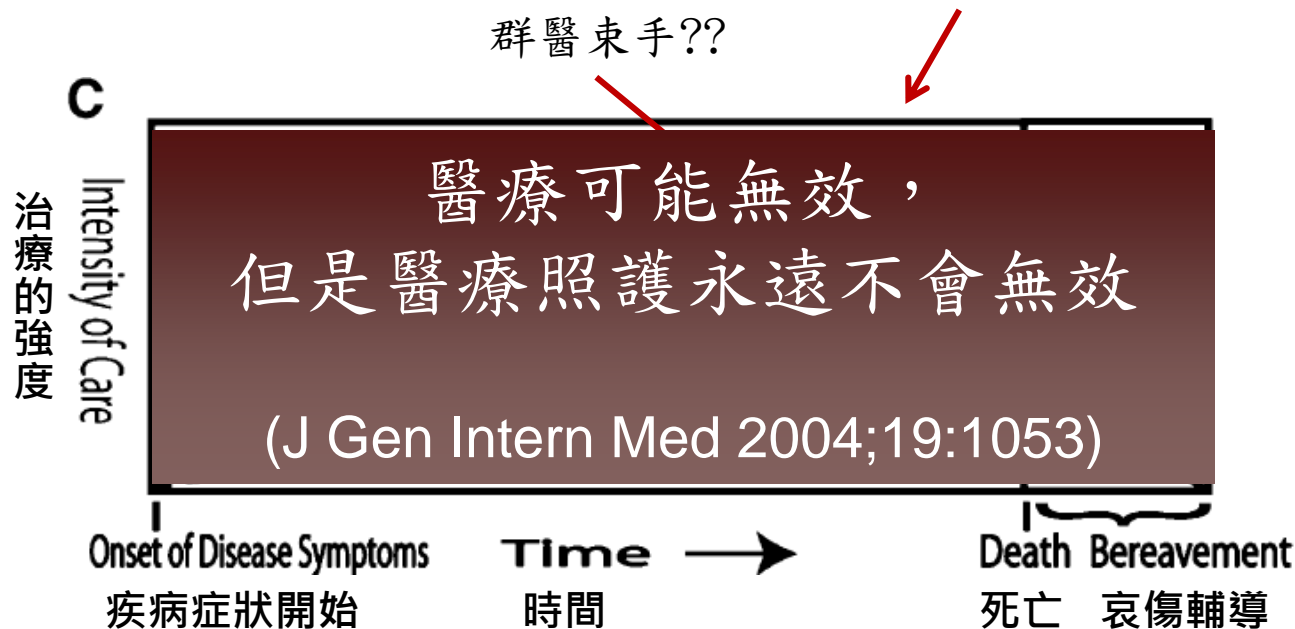 群醫束手??
C
治療的強度
Intensity of Care
醫療可能無效，
但是醫療照護永遠不會無效
(J Gen Intern Med 2004;19:1053)
Onset of Disease Symptoms Time Death Bereavement
疾病症狀開始 時間 死亡 哀傷輔導